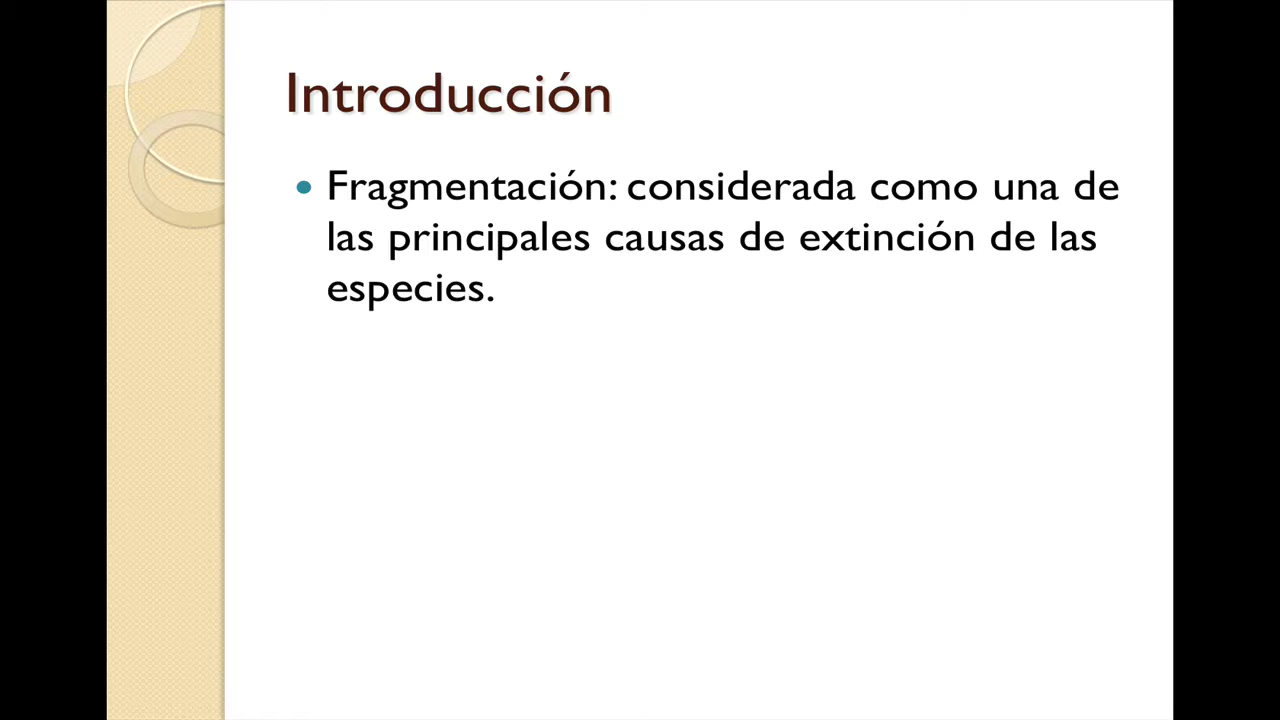 Introducción
• Fragmentación: considerada como una de
las principales causas de extinción de las
especies.